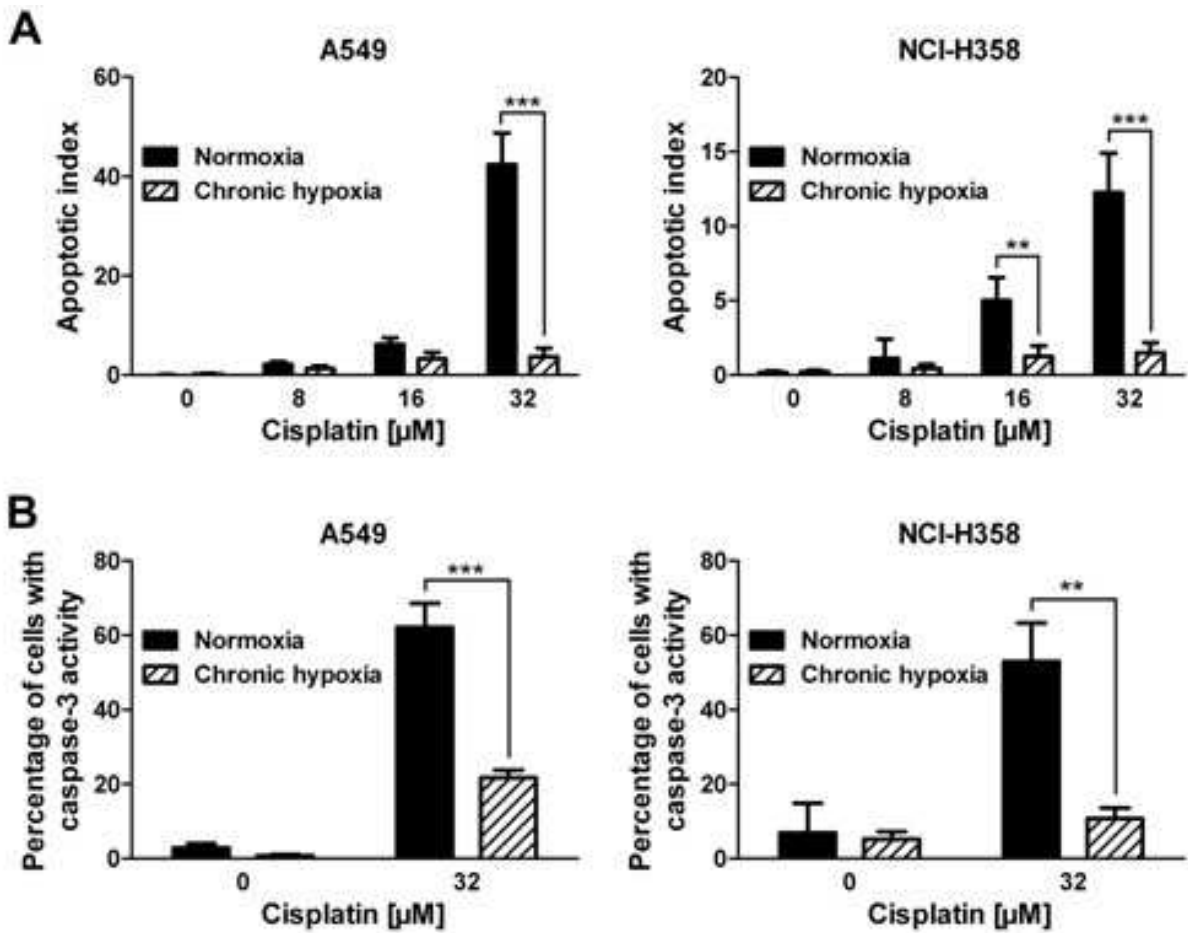 A
A549
Apoptotic index
60
40
20
0
Normoxia
Chronic hypoxia
***
0 8 16 32
Cisplatin [µM]
NCI-H358
Apoptotic index
20
15
10
5
0
Normoxia
Chronic hypoxia
**
***
0 8 16 32
Cisplatin [µM]
B
A549
Percentage of cells with
caspase-3 activity
80
60
40
20
0
Normoxia
Chronic hypoxia
***
0 32
Cisplatin [µM]
NCI-H358
Percentage of cells with
caspase-3 activity
80
60
40
20
0
Normoxia
Chronic hypoxia
**
0 32
Cisplatin [µM]